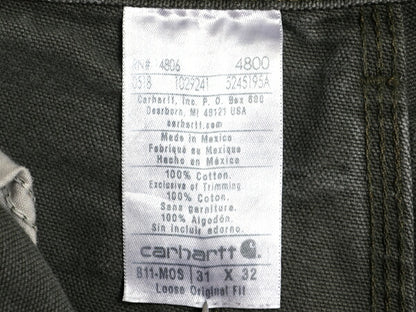 RN# 4806 4800
0518 1029241 5245195A
Carhartt, Inc. P. O. Box 600
Dearborn, MI 48121 USA
carhartt.com
Made in Mexico
Fabriqué au Mexique
Hecho en México
100% Cotton.
Exclusive of Trimming
100% Coton.
Sans garniture.
100% Algodón.
Sin incluir adorno.
carhartt
B11-MOS 31 X 32
Loose Original Fit